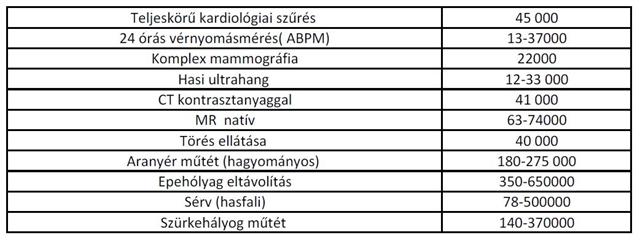 Teljeskörű kardiológiai szűrés 45 000
24 órás vérnyomásmérés( ABPM) 13-37000
Komplex mammográfia 22000
Hasi ultrahang 12-33 000
CT kontrasztanyaggal 41 000
MR natív 63-74000
Törés ellátása 40 000
Aranyér műtét (hagyományos) 180-275 000
Epehólyag eltávolítás 350-650000
Sérv (hasfali) 78-500000
Szürkehályog műtét 140-370000